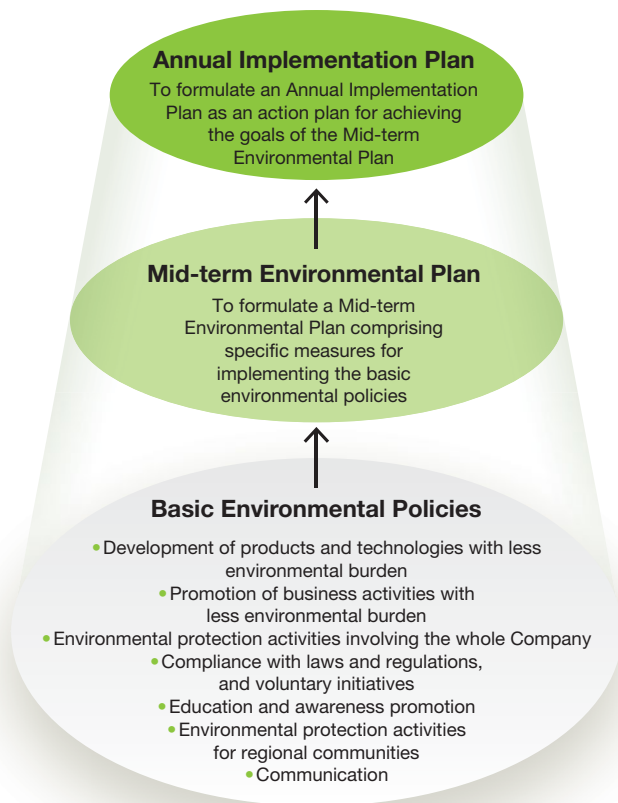 Annual Implementation Plan
To formulate an Annual Implementation
Plan as an action plan for achieving
the goals of the Mid-term
Environmental Plan
Mid-term Environmental Plan
To formulate a Mid-term
Environmental Plan comprising
specific measures for
implementing the basic
environmental policies
Basic Environmental Policies
•Development of products and technologies with less
environmental burden
•Promotion of business activities with
less environmental burden
•Environmental protection activities involving the whole Company
•Compliance with laws and regulations,
and voluntary initiatives
•Education and awareness promotion
•Environmental protection activities
for regional communities
•Communication